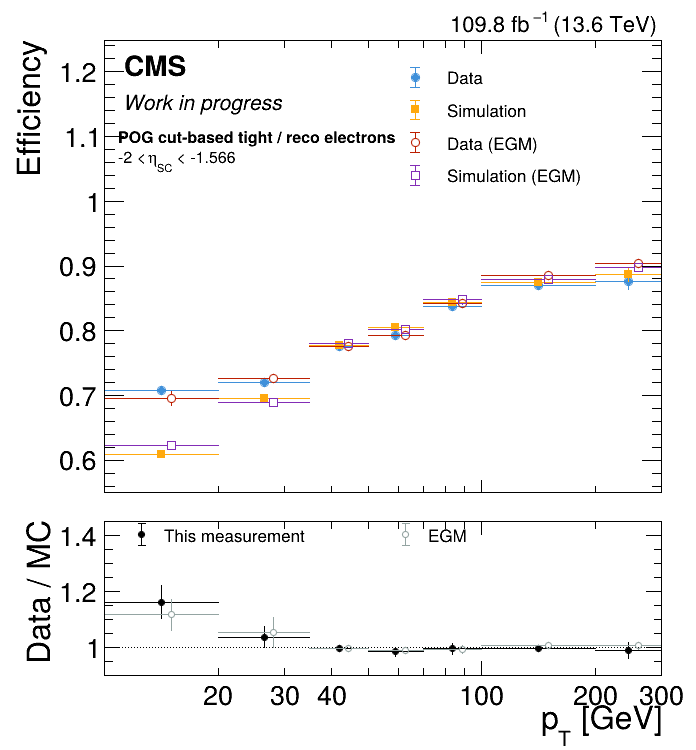 109.8 fb⁻¹ (13.6 TeV)
Efficiency
1.2
1.1
1
0.9
0.8
0.7
0.6
CMS
Work in progress
POG cut-based tight / reco electrons
-2 < η_SC < -1.566
Data
Simulation
Data (EGM)
Simulation (EGM)
Data / MC
1.4
1.2
1
This measurement
EGM
20 30 40 100 200 300
p_T [GeV]